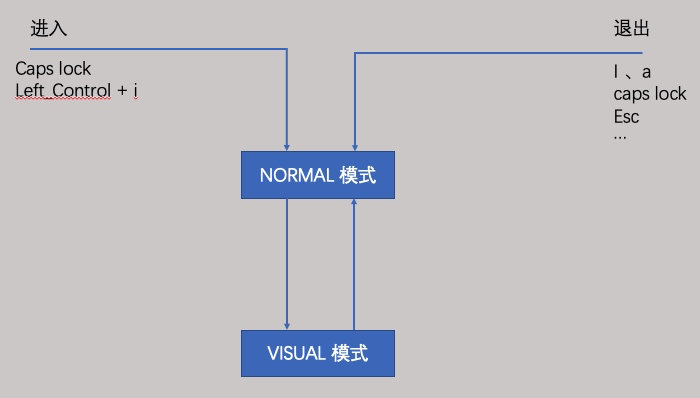 进入
Caps lock
Left_Control + i
退出
I 、a
caps lock
Esc
...
NORMAL 模式
VISUAL 模式